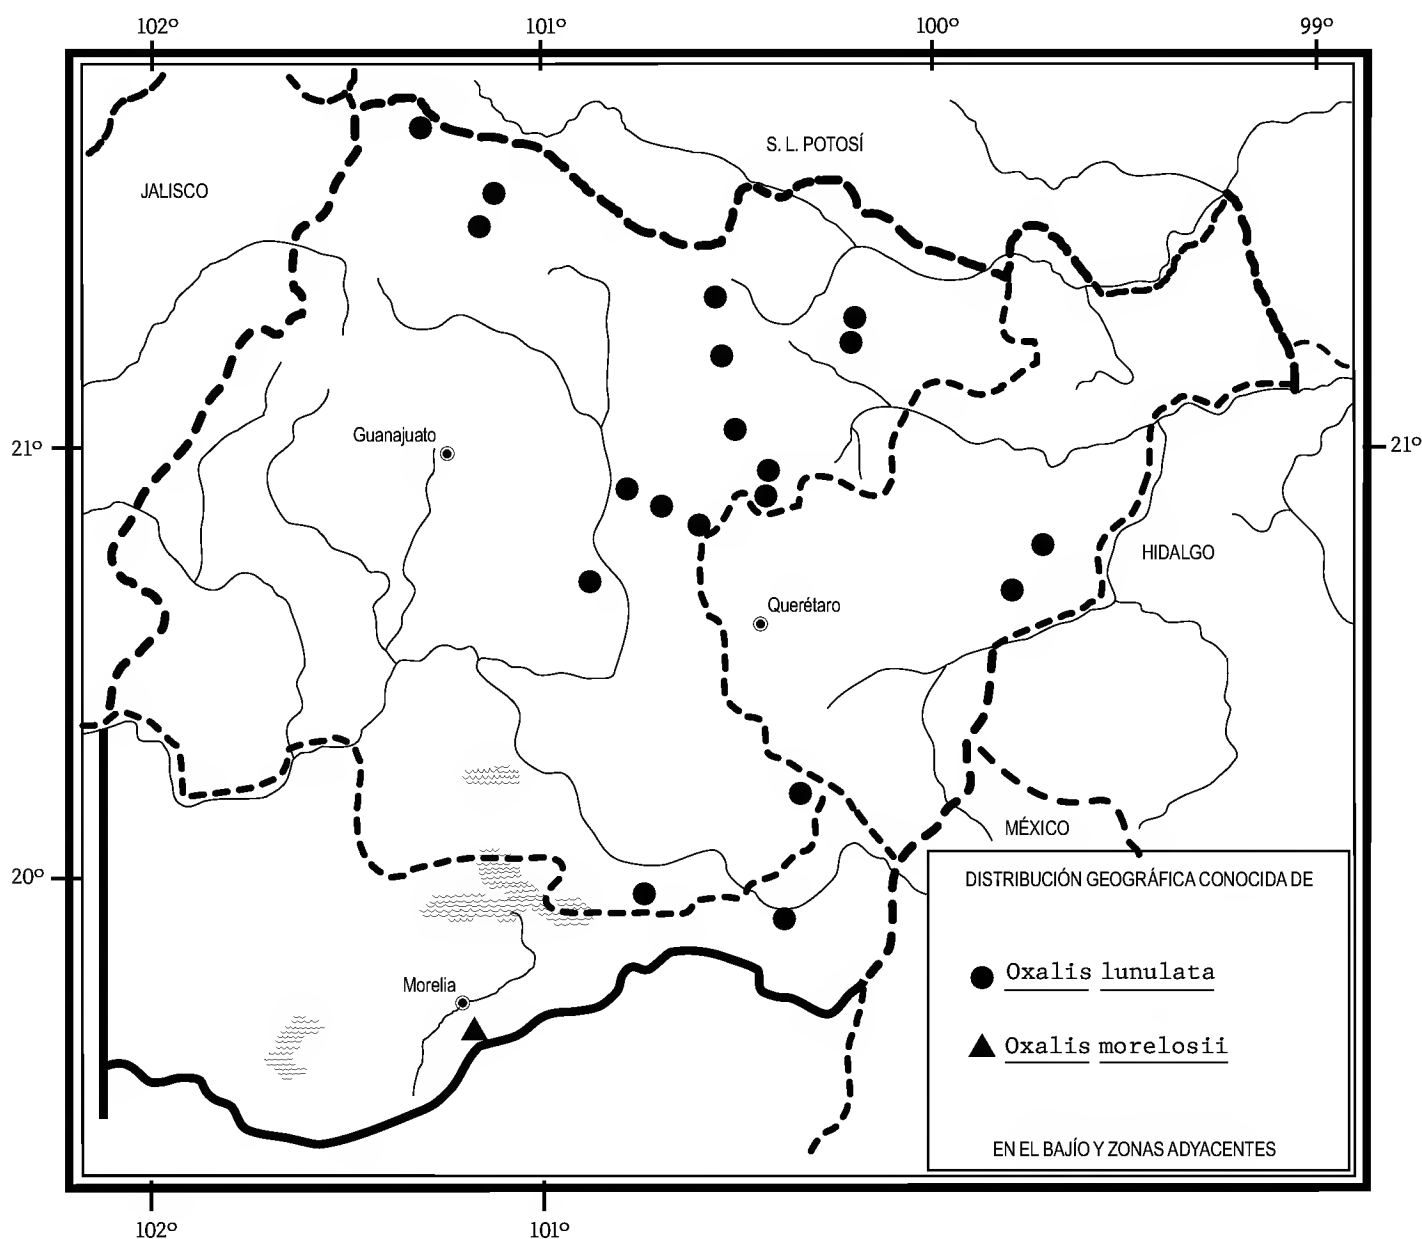 102º 101º 100º 99º
S. L. POTOSÍ
JALISCO
Guanajuato
21º 21º
HIDALGO
Querétaro
MÉXICO
20º
DISTRIBUCIÓN GEOGRÁFICA CONOCIDA DE
Oxalis lunulata
Morelia
Oxalis morelosii
EN EL BAJÍO Y ZONAS ADYACENTES
102º 101º